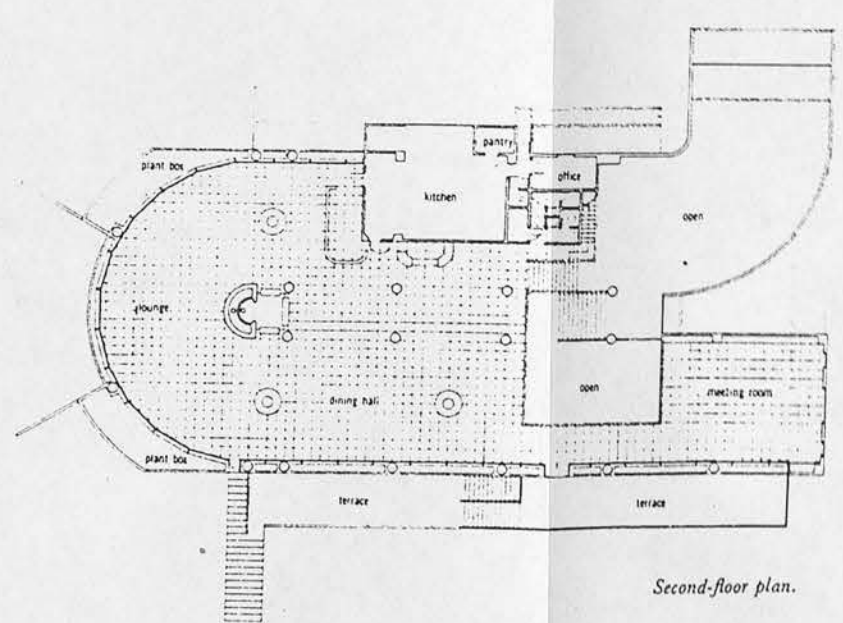 plant box
pantry
office
kitchen
open
lounge
open
meeting room
dining hall
plant box
terrace
terrace
Second-floor plan.